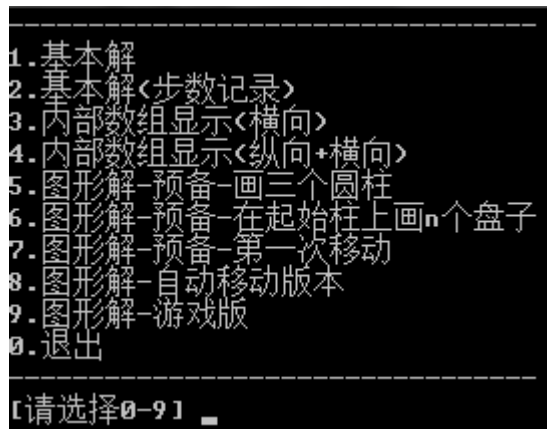 ---------------------------------
1.基本解
2.基本解(步数记录)
3.内部数组显示(横向)
4.内部数组显示(纵向+横向)
5.图形解-预备-画三个圆柱
6.图形解-预备-在起始柱上画n个盘子
7.图形解-预备-第一次移动
8.图形解-自动移动版本
9.图形解-游戏版
0.退出
---------------------------------
[请选择0-9] _